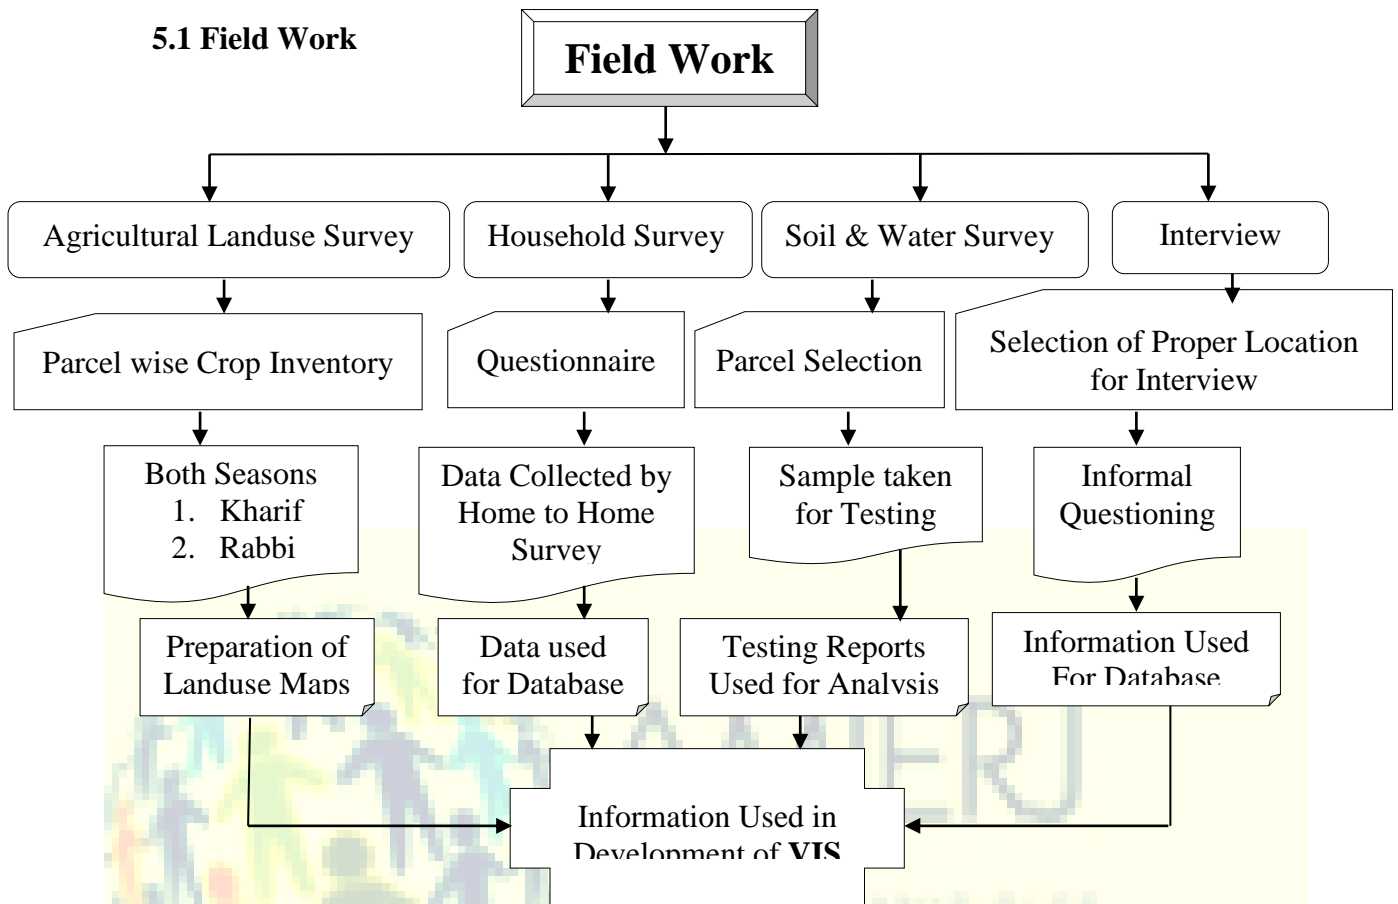 5.1 Field Work
Field Work
Agricultural Landuse Survey
Household Survey
Soil & Water Survey
Interview
Parcel wise Crop Inventory
Questionnaire
Parcel Selection
Selection of Proper Location
for Interview
Both Seasons
1. Kharif
2. Rabbi
Data Collected by
Home to Home
Survey
Sample taken
for Testing
Informal
Questioning
Preparation of
Landuse Maps
Data used
for Database
Testing Reports
Used for Analysis
Information Used
For Database
Information Used in
Development of VIS